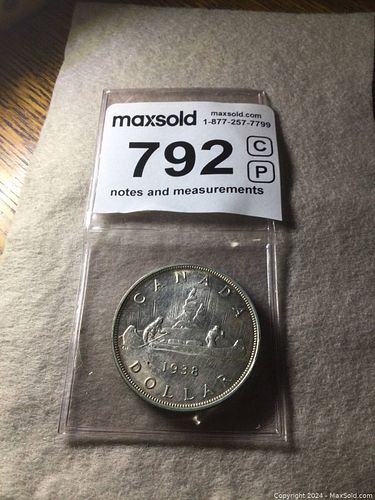 maxsold
maxsold.com
1-877-257-7799
792
C
P
notes and measurements
CANADA
1938
DOLLAR
Copyright 2024 - MaxSold.com